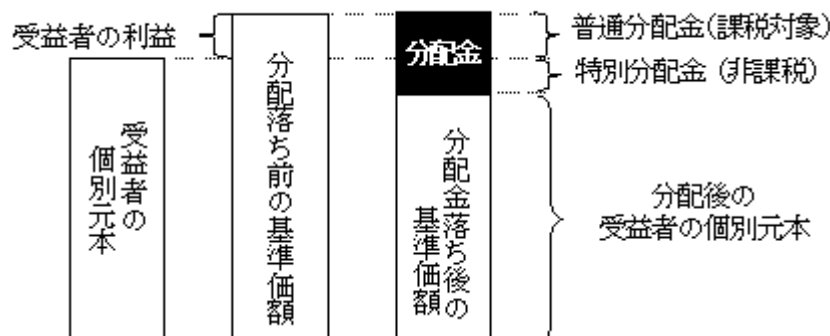 受益者の利益
受益者の
個別元本
分配落ち前の基準価額
分配金
分配金落ち後の
基準価額
普通分配金(課税対象)
特別分配金(非課税)
分配後の
受益者の個別元本